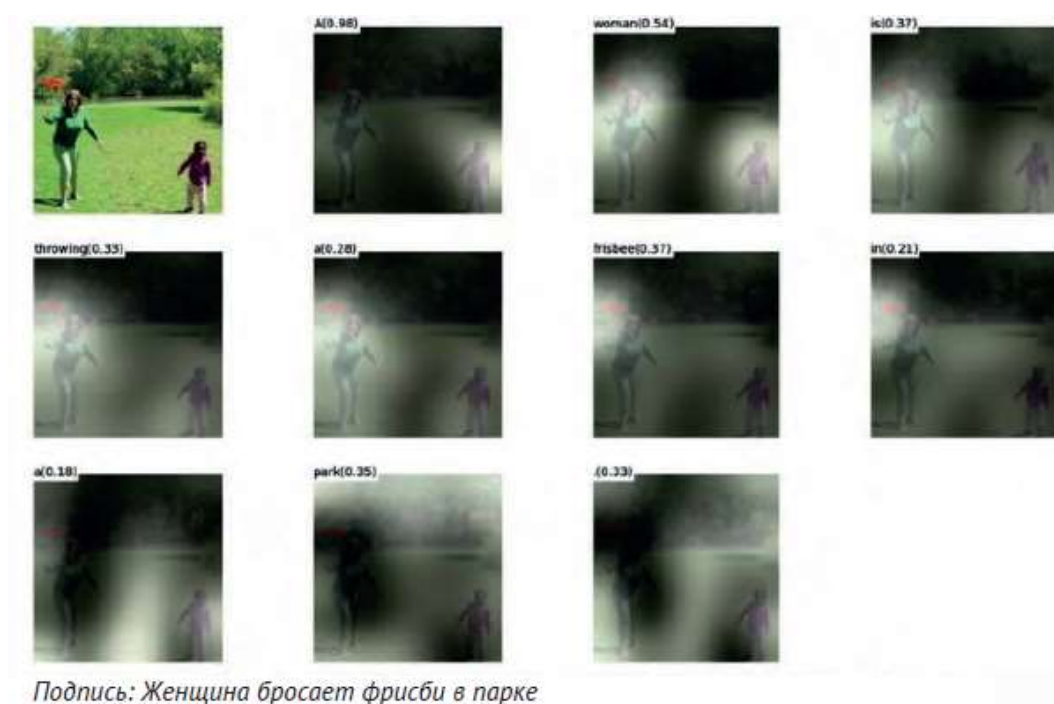 A(0.98) woman(0.54) is(0.37)
throwing(0.33) a(0.28) frisbee(0.37) in(0.21)
a(0.18) park(0.35) .(0.33)
Подпись: Женщина бросает фрисби в парке